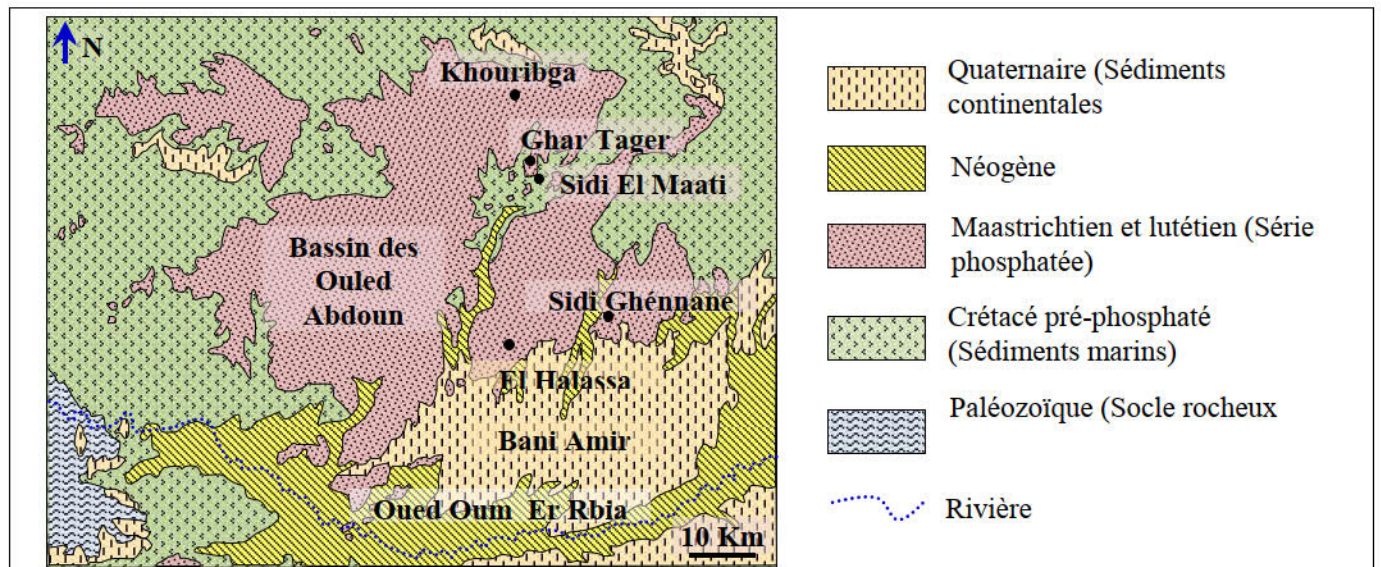 N
Khouribga
Ghar Tager
Sidi El Maati
Bassin des
Ouled
Abdoun
Sidi Ghénnane
El Halassa
Bani Amir
Oued Oum Er Rbia
10 Km
Quaternaire (Sédiments
continentales
Néogène
Maastrichtien et lutétien (Série
phosphatée)
Crétacé pré-phosphaté
(Sédiments marins)
Paléozoïque (Socle rocheux
Rivière